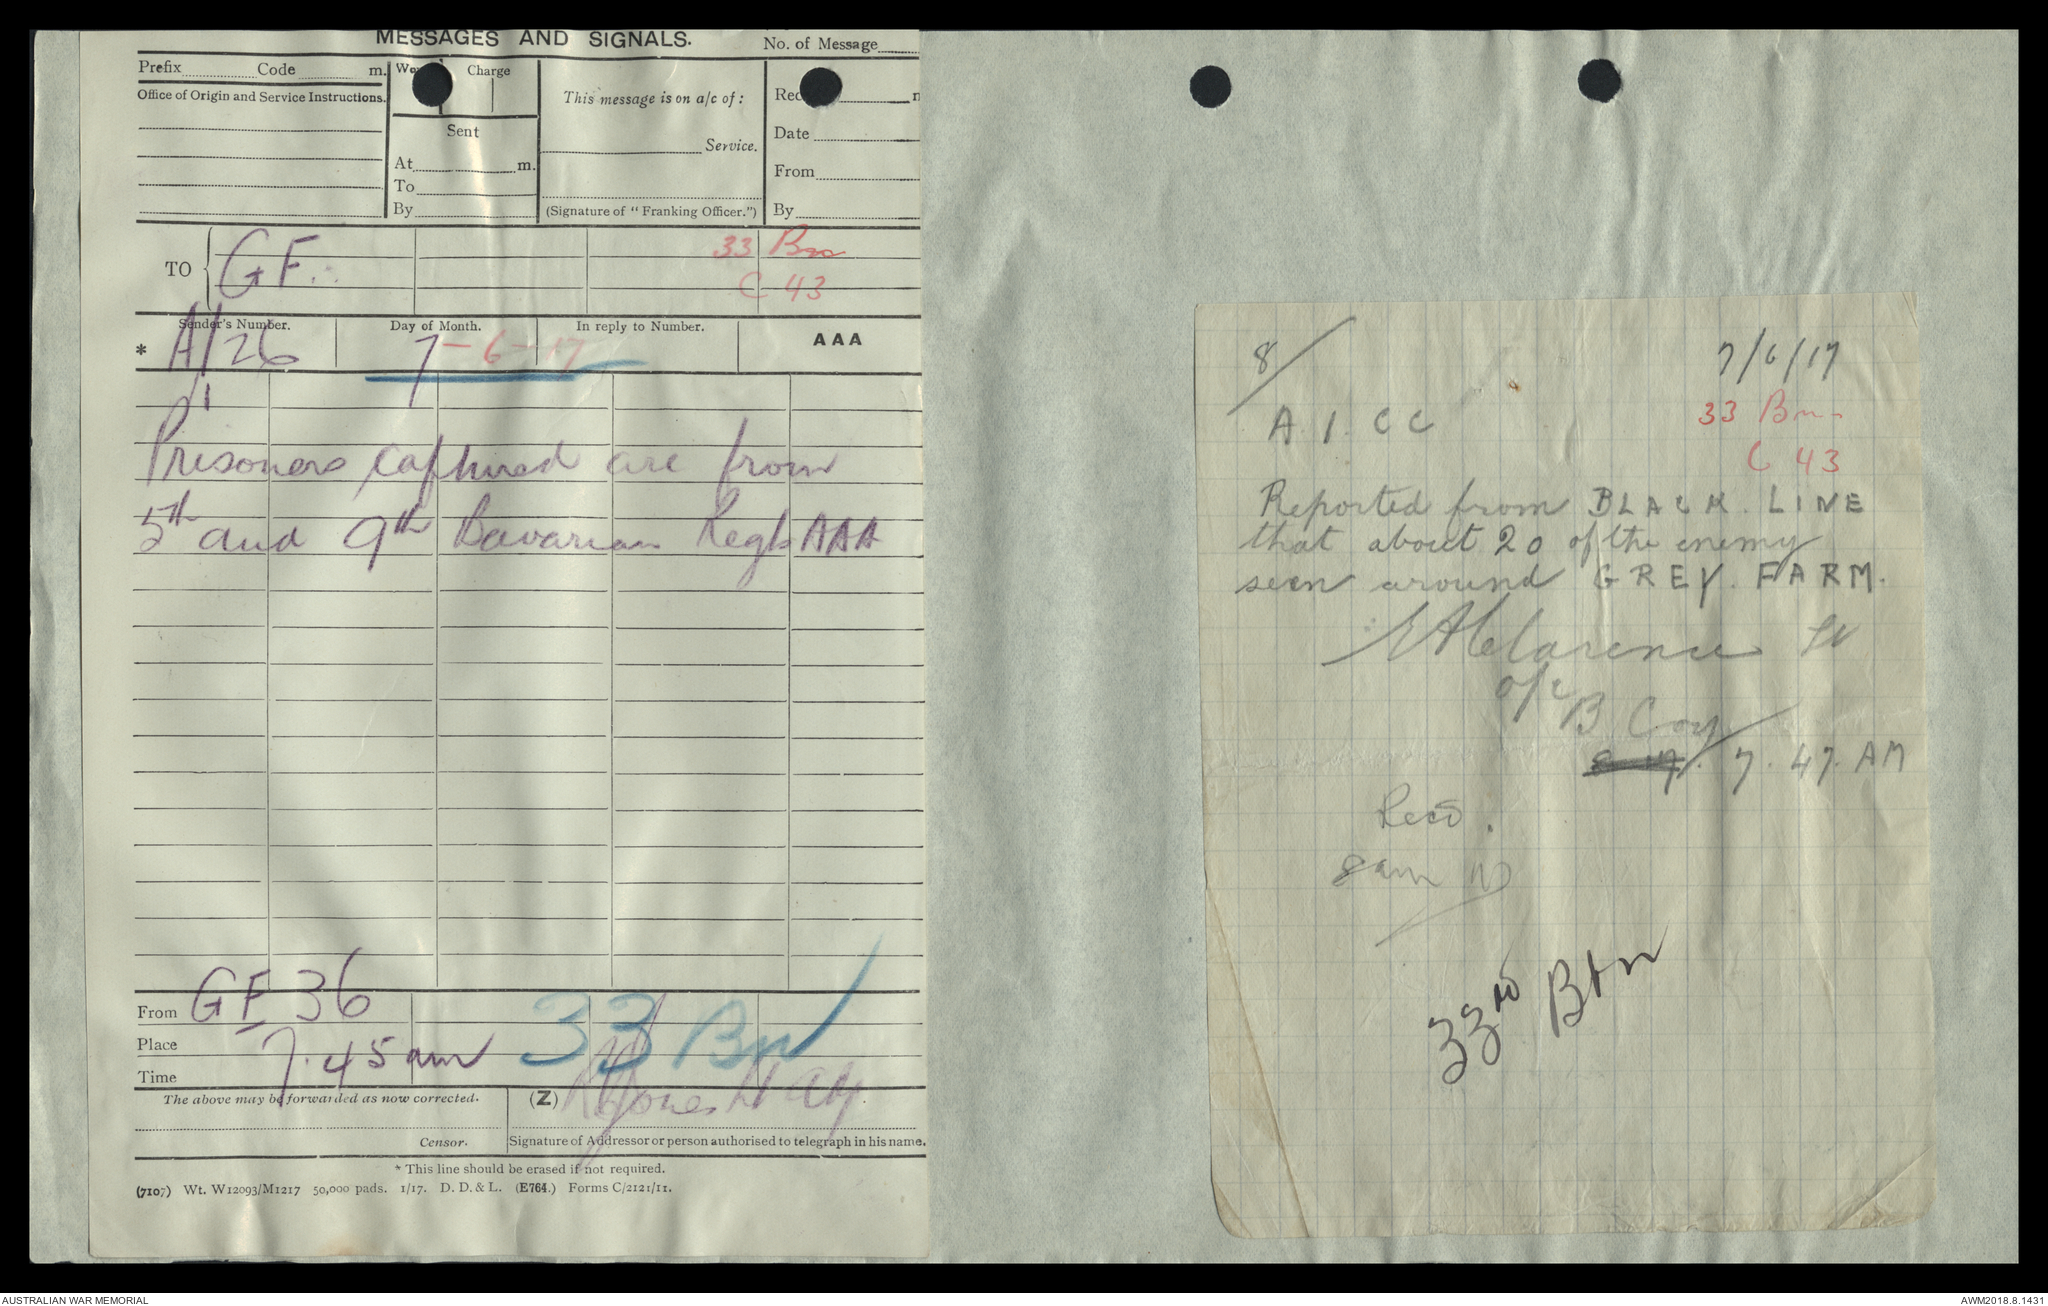 MESSAGES AND SIGNALS.
No. of Message
Prefix Code m.
Charge
Office of Origin and Service Instructions.
This message is on a/c of:
Sent
Date
Service.
At m.
From
To
By
(Signature of "Franking Officer.")
By
TO GF.
33 Bn
C 43
Sender's Number. Day of Month. In reply to Number. AAA
* A/26 7-6-17
Prisoners captured are from
5th and 9th Bavarian Regts AAA
From GF 36
33 Bn
Place
Time 7.45 am
The above may be forwarded as now corrected. (Z) Jones Lt
Censor. Signature of Addressor or person authorised to telegraph in his name.
* This line should be erased if not required.
(7107) Wt. W12093/M1217 50,000 pads. 1/17. D. D. & L. (E764.) Forms C/2121/11.
8/ 7/6/17
A. I. CC
33 Bn
C 43
Reported from BLACK. LINE
that about 20 of the enemy
seen around GREY. FARM.
Clarence Lt
o/c
B Coy
7. 47. AM
Recd.
8 am
33rd Btn
AUSTRALIAN WAR MEMORIAL
AWM2018.8.1431